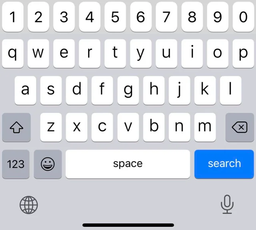 1 2 3 4 5 6 7 8 9 0
q w e r t y u i o p
a s d f g h j k l
z x c v b n m
123 space search